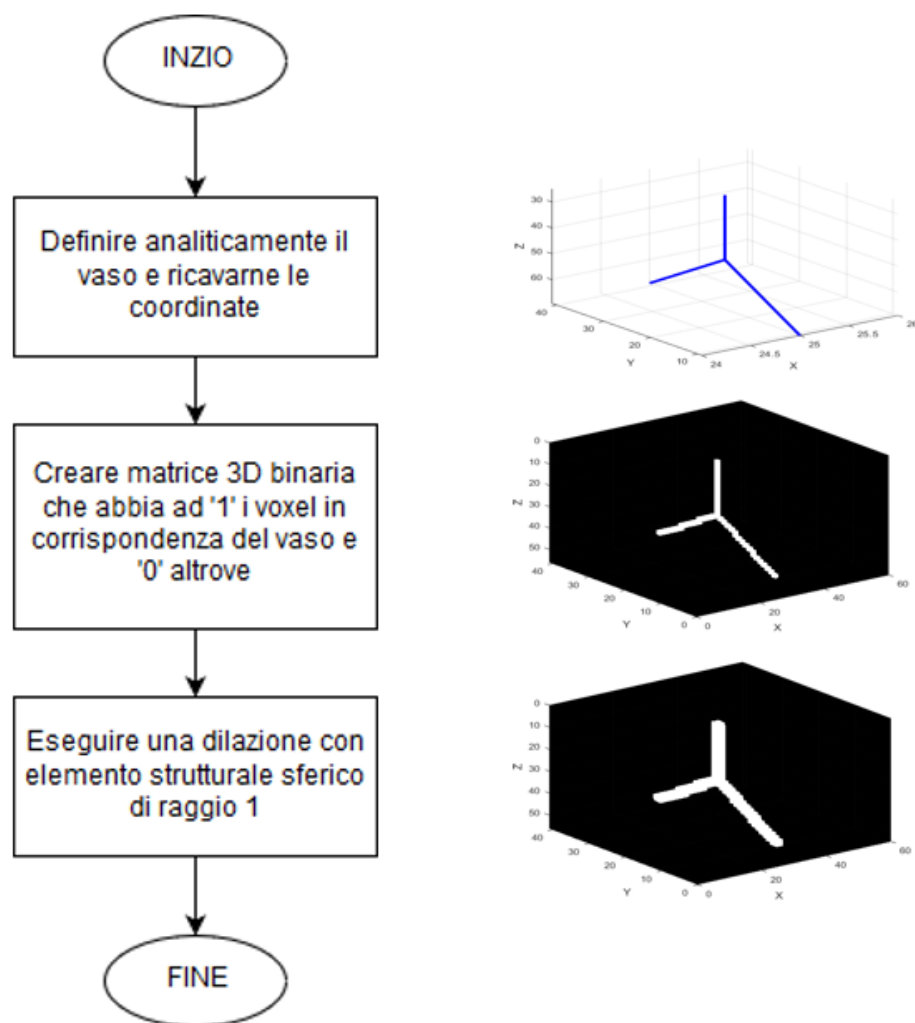 INZIO
Definire analiticamente il
vaso e ricavarne le
coordinate
30
40
50
60
Z
40
30
20
10
Y
24
24.5
25
25.5
26
X
Creare matrice 3D binaria
che abbia ad '1' i voxel in
corrispondenza del vaso e
'0' altrove
0
10
20
30
40
50
Z
40
30
20
10
0
Y
0
20
40
60
X
Eseguire una dilazione con
elemento strutturale sferico
di raggio 1
0
10
20
30
40
50
Z
40
30
20
10
0
Y
0
20
40
60
X
FINE